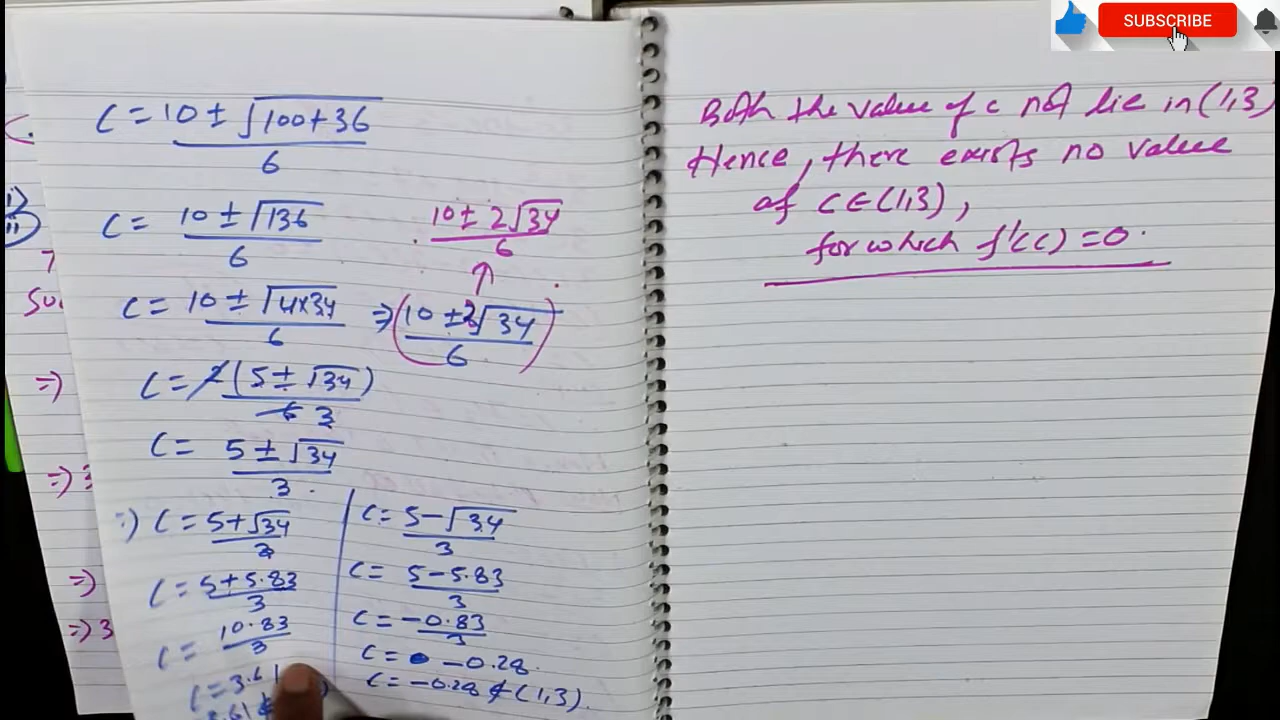 C = 10 ± √100+36 / 6
C = 10 ± √136 / 6
10 ± 2√34 / 6
C = 10 ± √4×34 / 6 ⇒ (10 ± 2√34 / 6)
C = 2(5 ± √34) / 6 3
C = 5 ± √34 / 3
⇒ C = 5+√34 / 3
C = 5+5.83 / 3
C = 10.83 / 3
C = 3.61
3.61 ∉
C = 5-√34 / 3
C = 5-5.83 / 3
C = -0.83 / 3
C = -0.28
C = -0.28 ∉ (1,3).
Both the value of c not lie in (1,3)
Hence, there exists no value
of C ∈ (1,3),
for which f'(c) = 0.
SUBSCRIBE